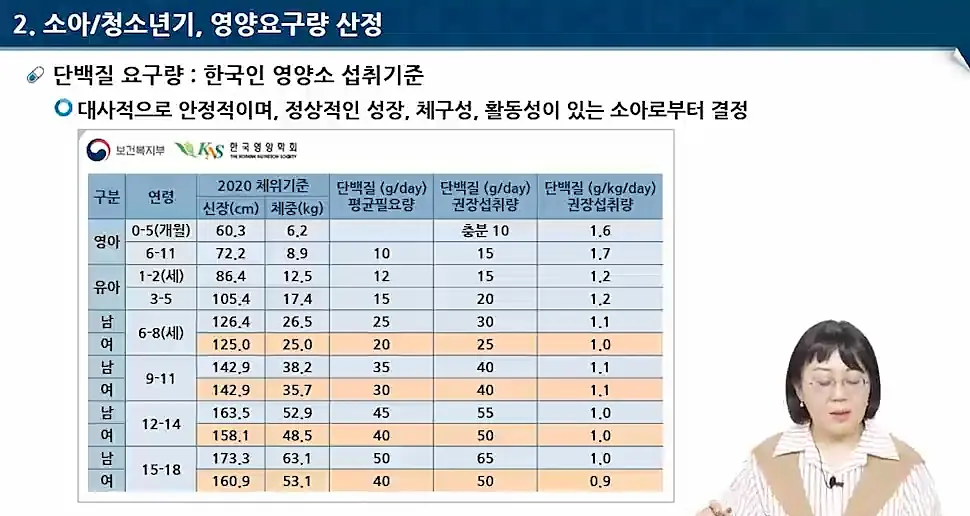 2. 소아/청소년기, 영양요구량 산정
단백질 요구량 : 한국인 영양소 섭취기준
대사적으로 안정적이며, 정상적인 성장, 체구성, 활동성이 있는 소아로부터 결정
보건복지부 KNS 한국영양학회
THE KOREAN NUTRITION SOCIETY
구분 연령 2020 체위기준 단백질 (g/day) 단백질 (g/day) 단백질 (g/kg/day)
신장(cm) 체중(kg) 평균필요량 권장섭취량 권장섭취량
영아 0-5(개월) 60.3 6.2 충분 10 1.6
6-11 72.2 8.9 10 15 1.7
유아 1-2(세) 86.4 12.5 12 15 1.2
3-5 105.4 17.4 15 20 1.2
남 6-8(세) 126.4 26.5 25 30 1.1
여 125.0 25.0 20 25 1.0
남 9-11 142.9 38.2 35 40 1.1
여 142.9 35.7 30 40 1.1
남 12-14 163.5 52.9 45 55 1.0
여 158.1 48.5 40 50 1.0
남 15-18 173.3 63.1 50 65 1.0
여 160.9 53.1 40 50 0.9